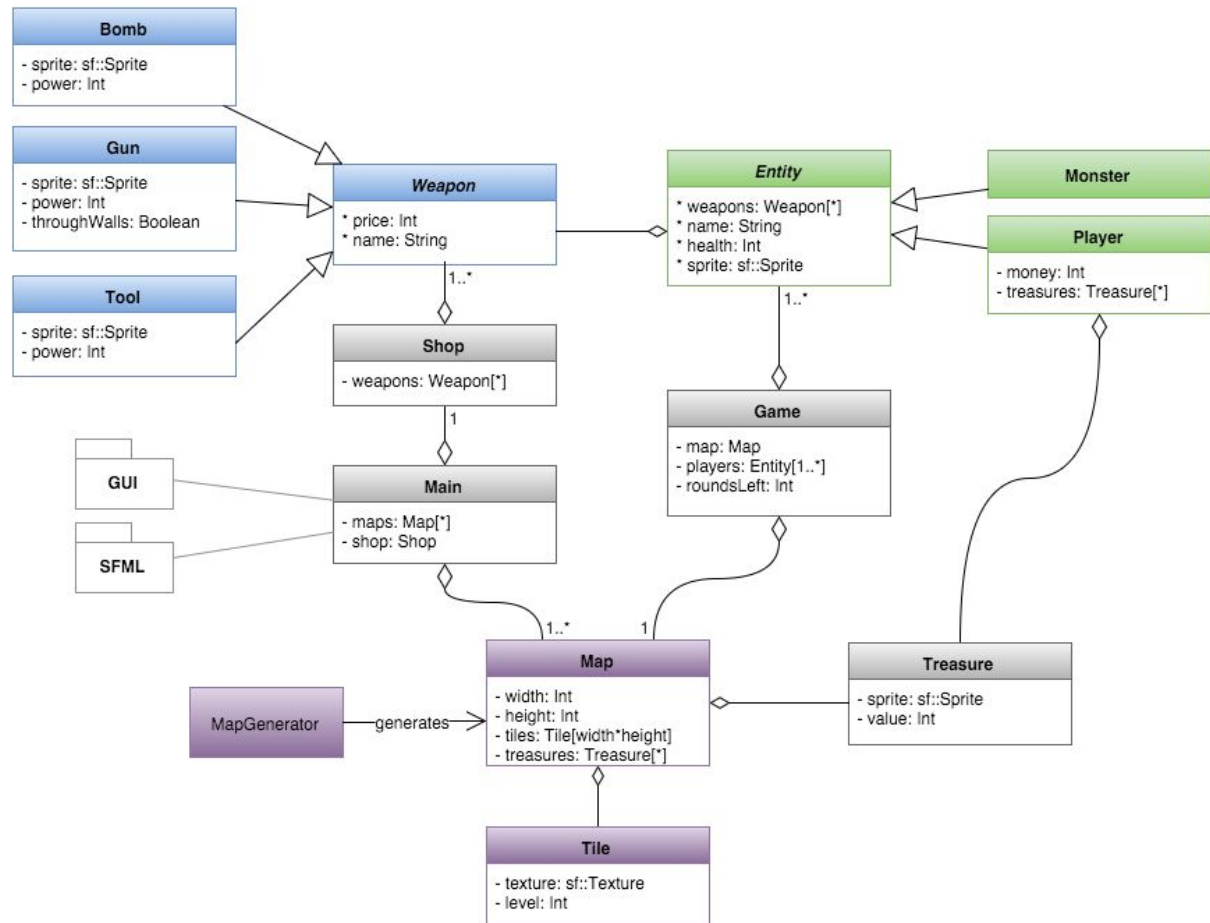 Bomb
- sprite: sf::Sprite
- power: Int
Gun
- sprite: sf::Sprite
- power: Int
- throughWalls: Boolean
Tool
- sprite: sf::Sprite
- power: Int
Weapon
* price: Int
* name: String
Entity
* weapons: Weapon[*]
* name: String
* health: Int
* sprite: sf::Sprite
Monster
Player
- money: Int
- treasures: Treasure[*]
1..*
1..*
Shop
- weapons: Weapon[*]
1
Game
- map: Map
- players: Entity[1..*]
- roundsLeft: Int
GUI
SFML
Main
- maps: Map[*]
- shop: Shop
1..*
1
MapGenerator
generates
Map
- width: Int
- height: Int
- tiles: Tile[width*height]
- treasures: Treasure[*]
Treasure
- sprite: sf::Sprite
- value: Int
Tile
- texture: sf::Texture
- level: Int